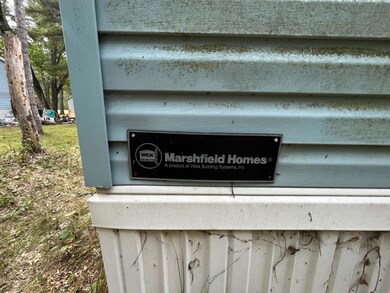 WICK
Marshfield Homes
A product of Wick Building Systems, Inc.